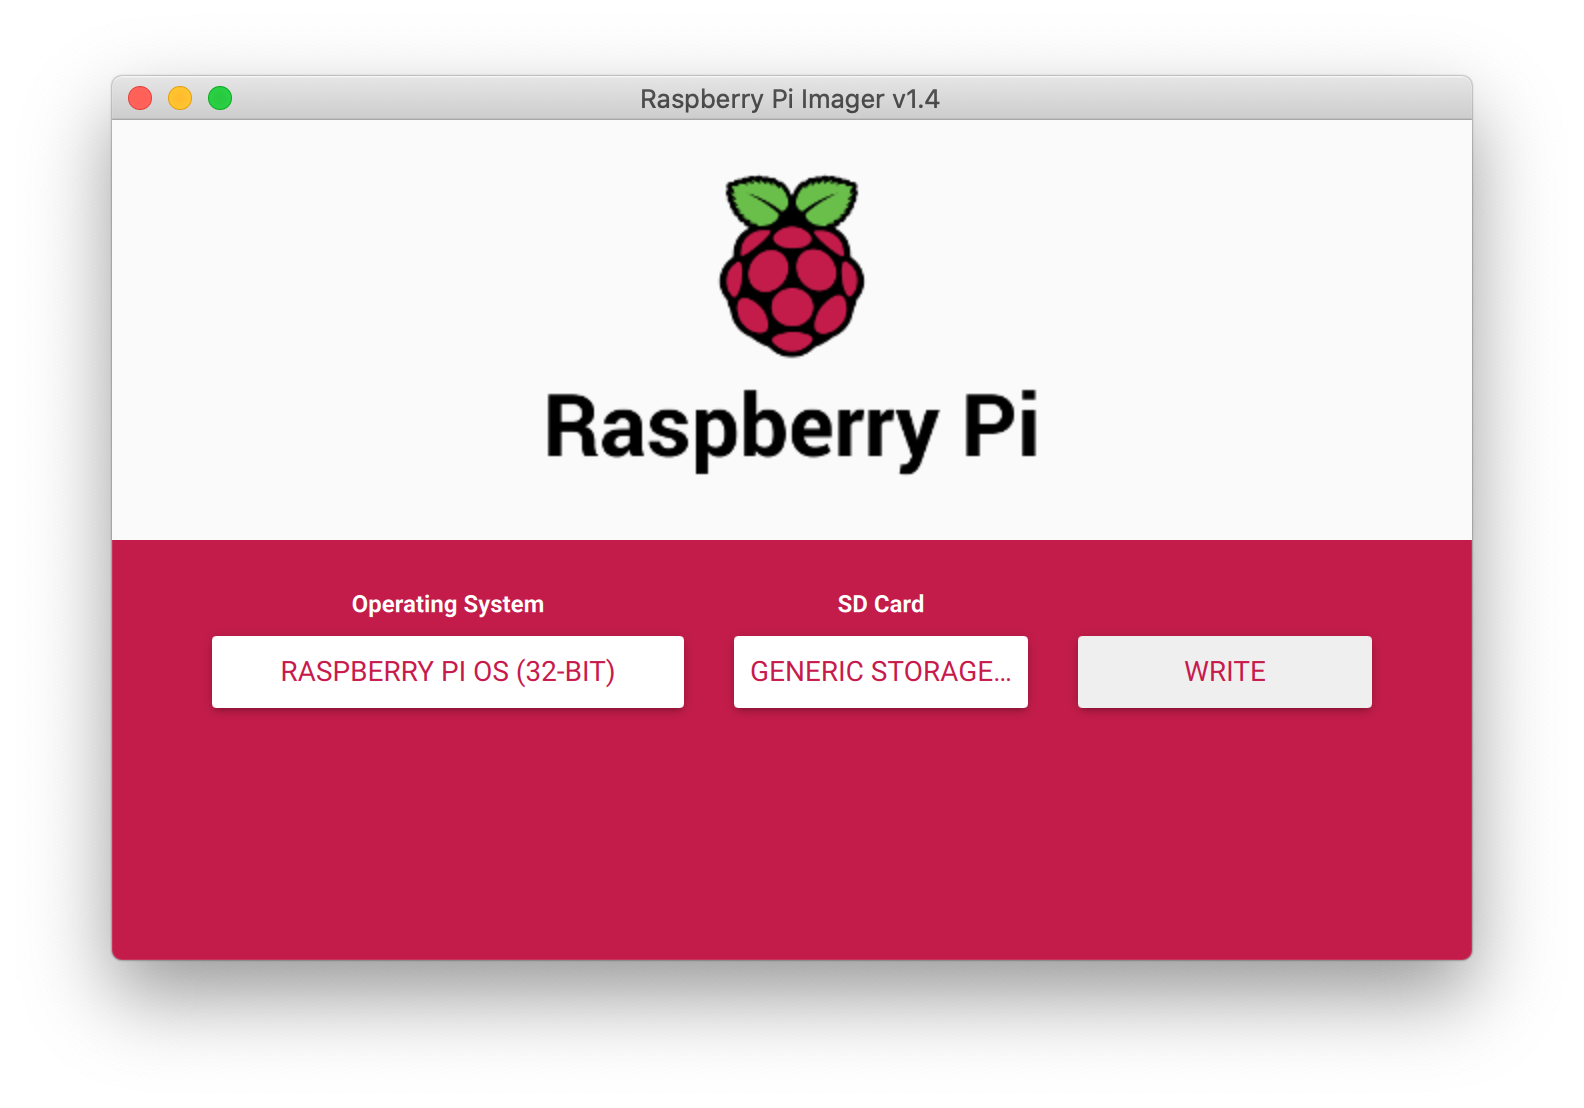 Raspberry Pi Imager v1.4
Raspberry Pi
Operating System
SD Card
RASPBERRY PI OS (32-BIT)
GENERIC STORAGE...
WRITE